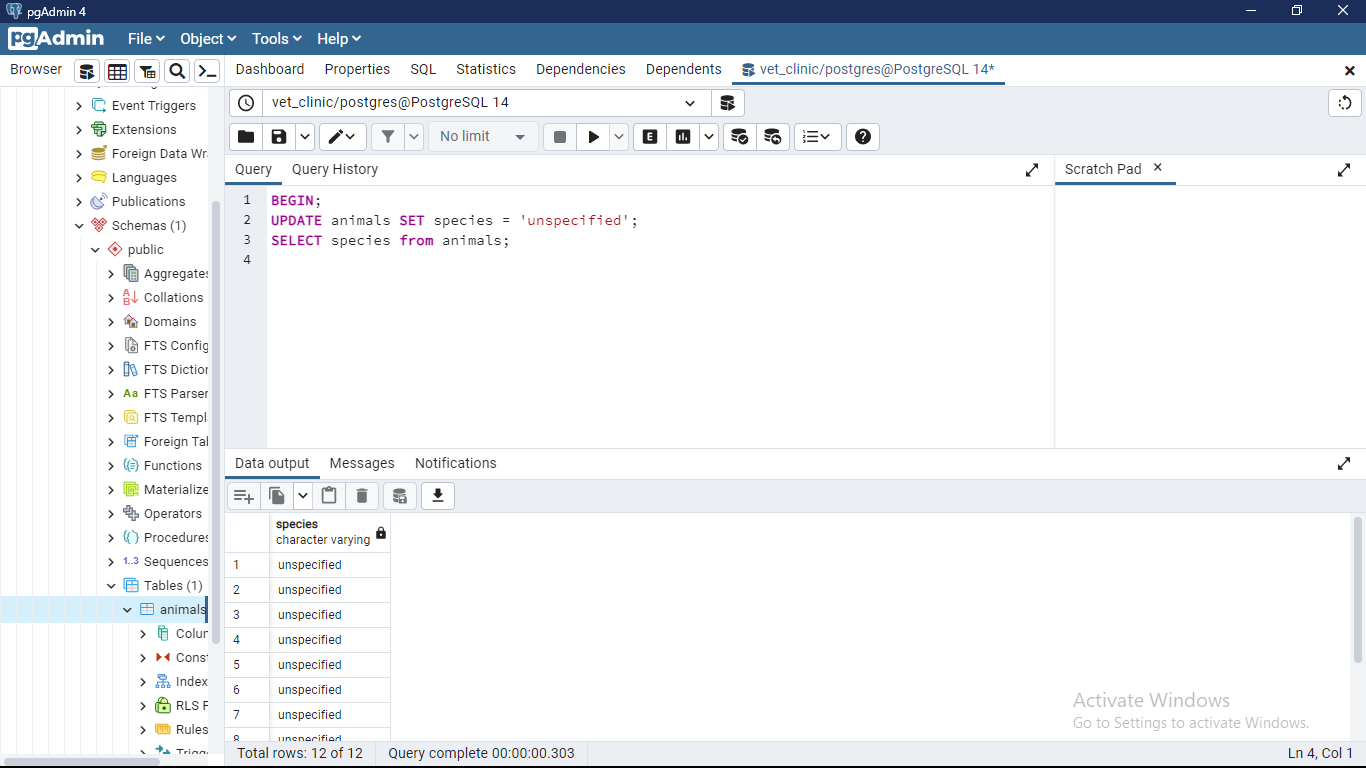 pgAdmin 4
pgAdmin File Object Tools Help
Browser Dashboard Properties SQL Statistics Dependencies Dependents vet_clinic/postgres@PostgreSQL 14*
vet_clinic/postgres@PostgreSQL 14
No limit
E
Query Query History Scratch Pad
1 BEGIN;
2 UPDATE animals SET species = 'unspecified';
3 SELECT species from animals;
4
Event Triggers
Extensions
Foreign Data Wr
Languages
Publications
Schemas (1)
public
Aggregates
Collations
Domains
FTS Config
FTS Diction
Aa FTS Parser
FTS Templ
Foreign Tal
Functions
Materialize
Operators
Procedures
1..3 Sequences
Tables (1)
animals
Colur
Const
Index
RLS P
Rules
Trigg
Data output Messages Notifications
species
character varying
1 unspecified
2 unspecified
3 unspecified
4 unspecified
5 unspecified
6 unspecified
7 unspecified
8 unspecified
Activate Windows
Go to Settings to activate Windows.
Total rows: 12 of 12 Query complete 00:00:00.303 Ln 4, Col 1